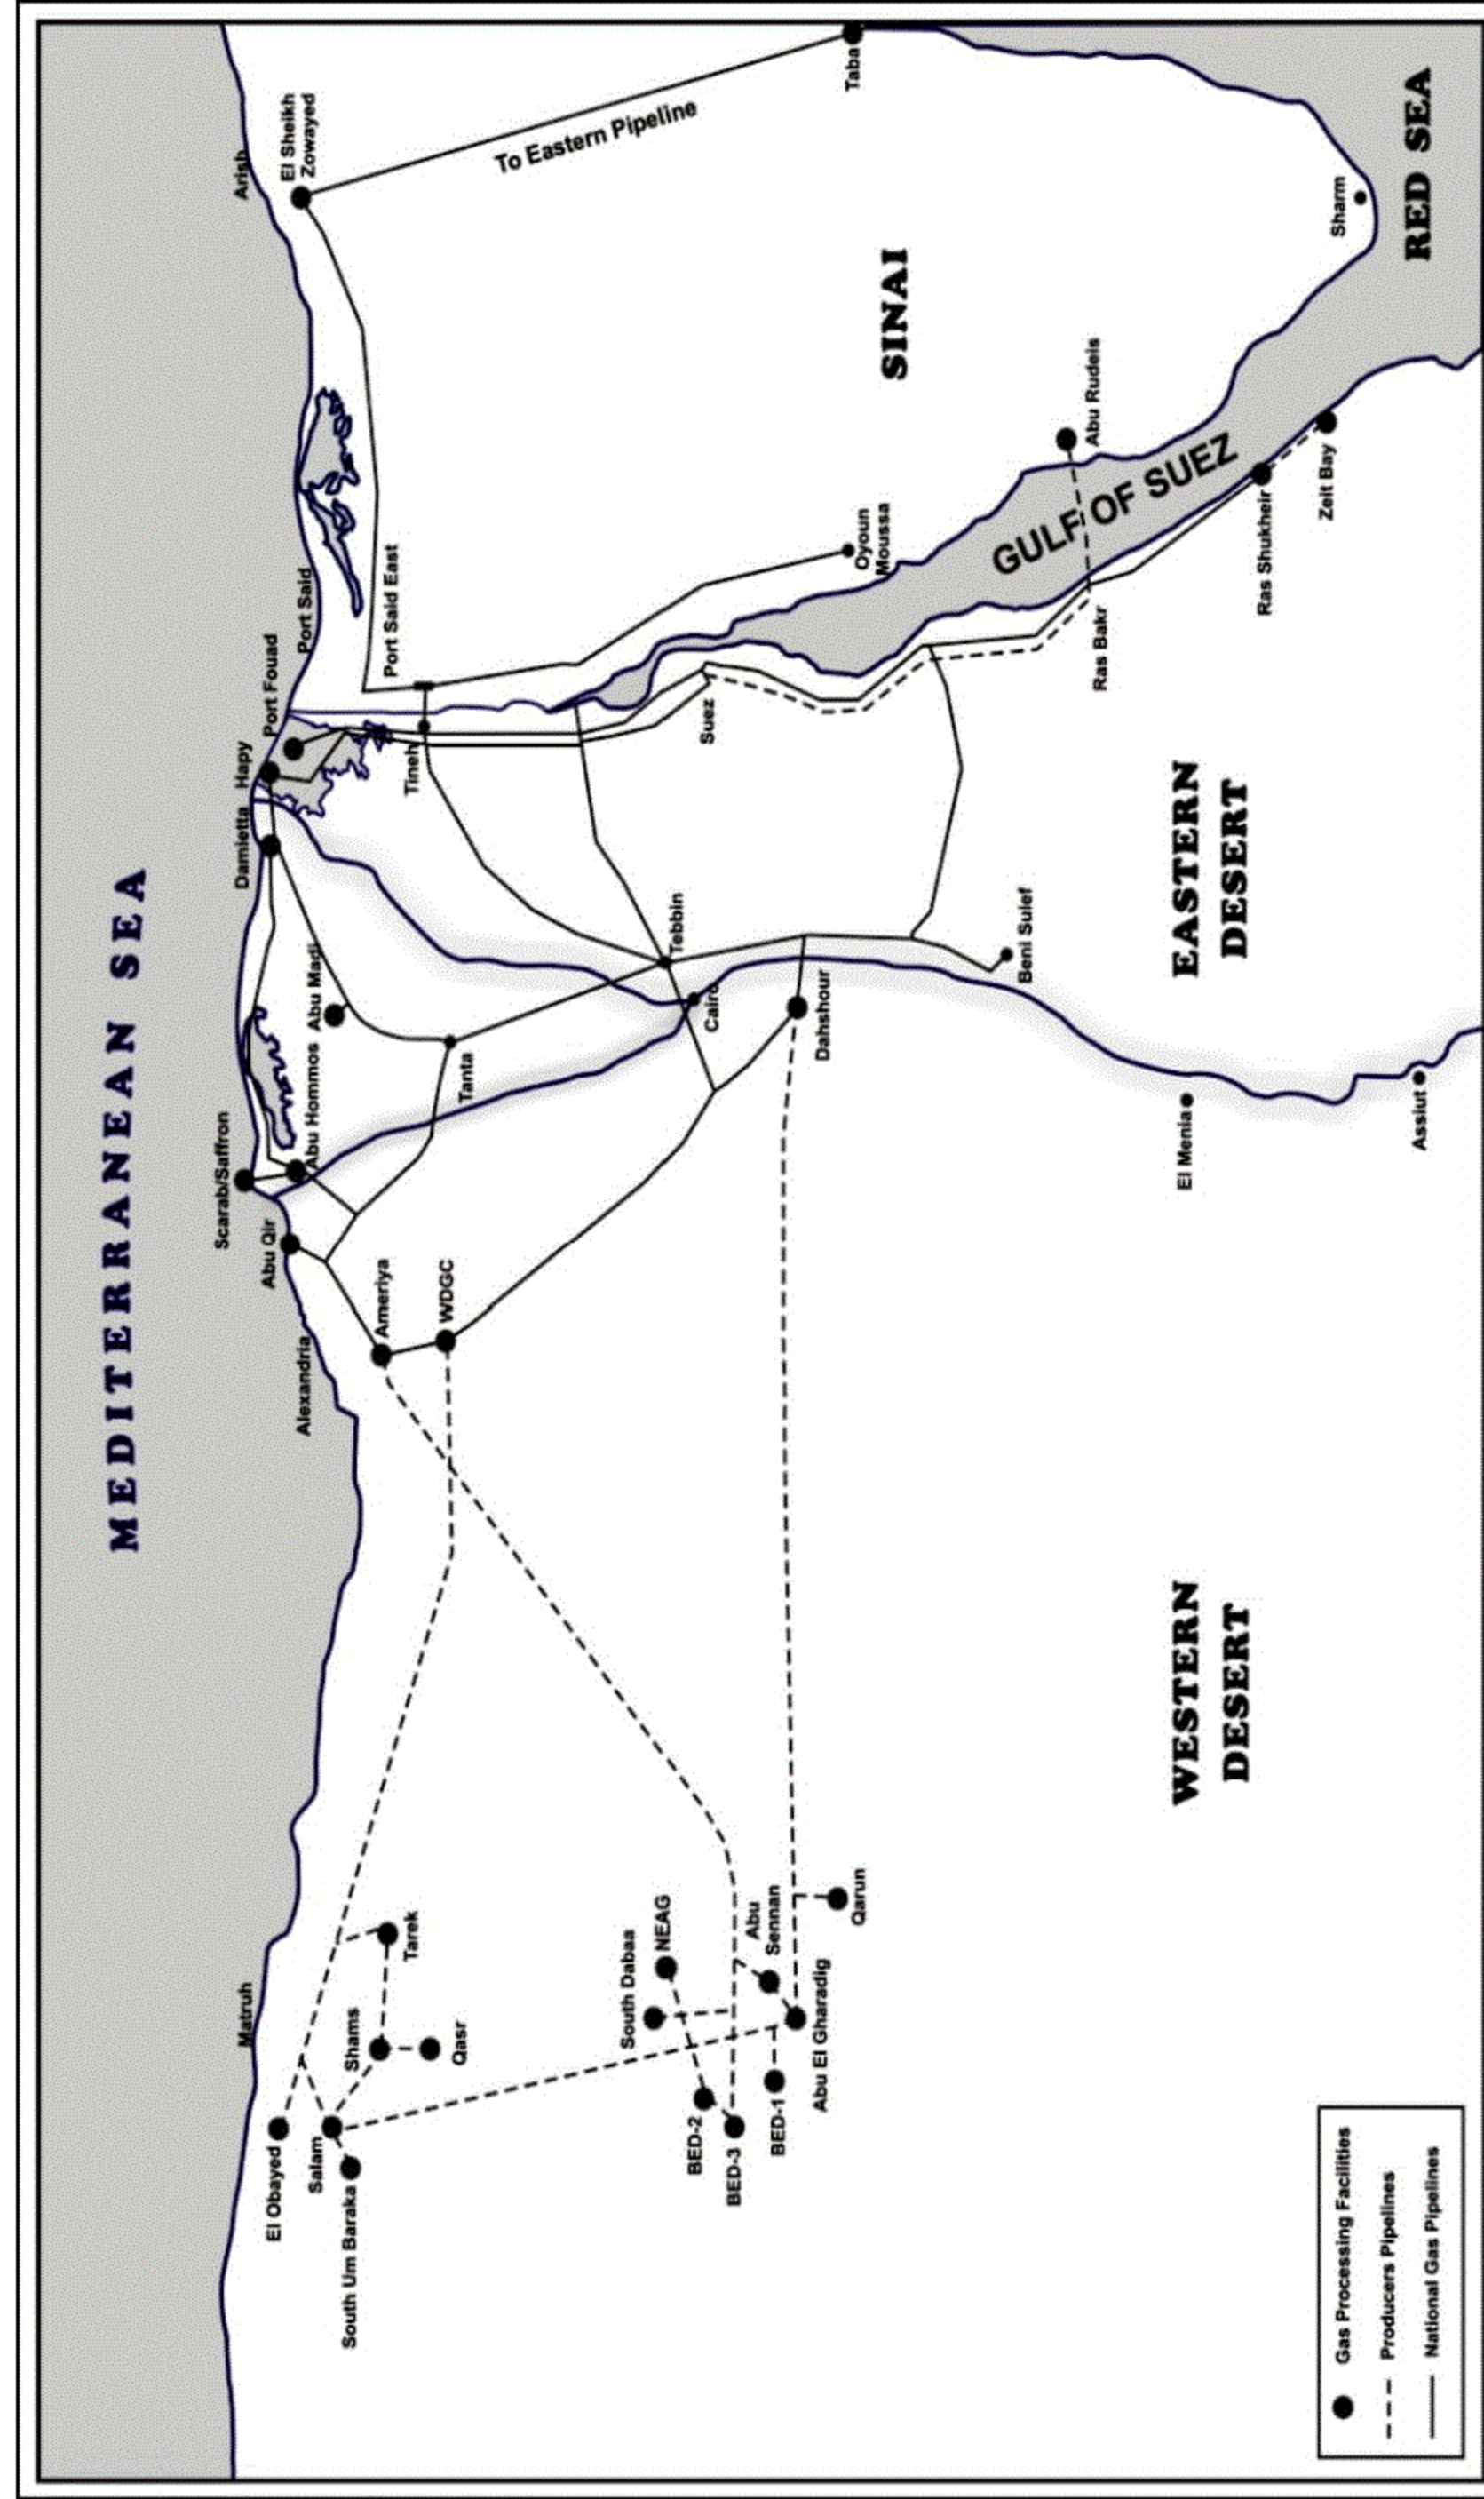 MEDITERRANEAN SEA
Matruh
Alexandria
Abu Qir
Scarab/Saffron
Damietta
Hapy
Port Fouad
Port Said
Arish
El Sheikh
Zowayed
El Obayed
Salam
South Um Baraka
Shams
Tarek
Qasr
Ameriya
WDGC
Abu Hommos
Abu Madi
Tanta
Tineh
Port Said East
To Eastern Pipeline
Taba
South Dabaa
NEAG
BED-2
BED-3
BED-1
Abu
Sennan
Abu El Gharadig
Qarun
Cairo
Tebbin
Dahshour
Suez
Oyoun
Moussa
SINAI
Beni Suief
GULF OF SUEZ
Abu Rudeis
Ras Bakr
WESTERN
DESERT
EASTERN
DESERT
El Menia
Ras Shukheir
Zeit Bay
Sharm
Assiut
RED SEA
Gas Processing Facilities
Producers Pipelines
National Gas Pipelines